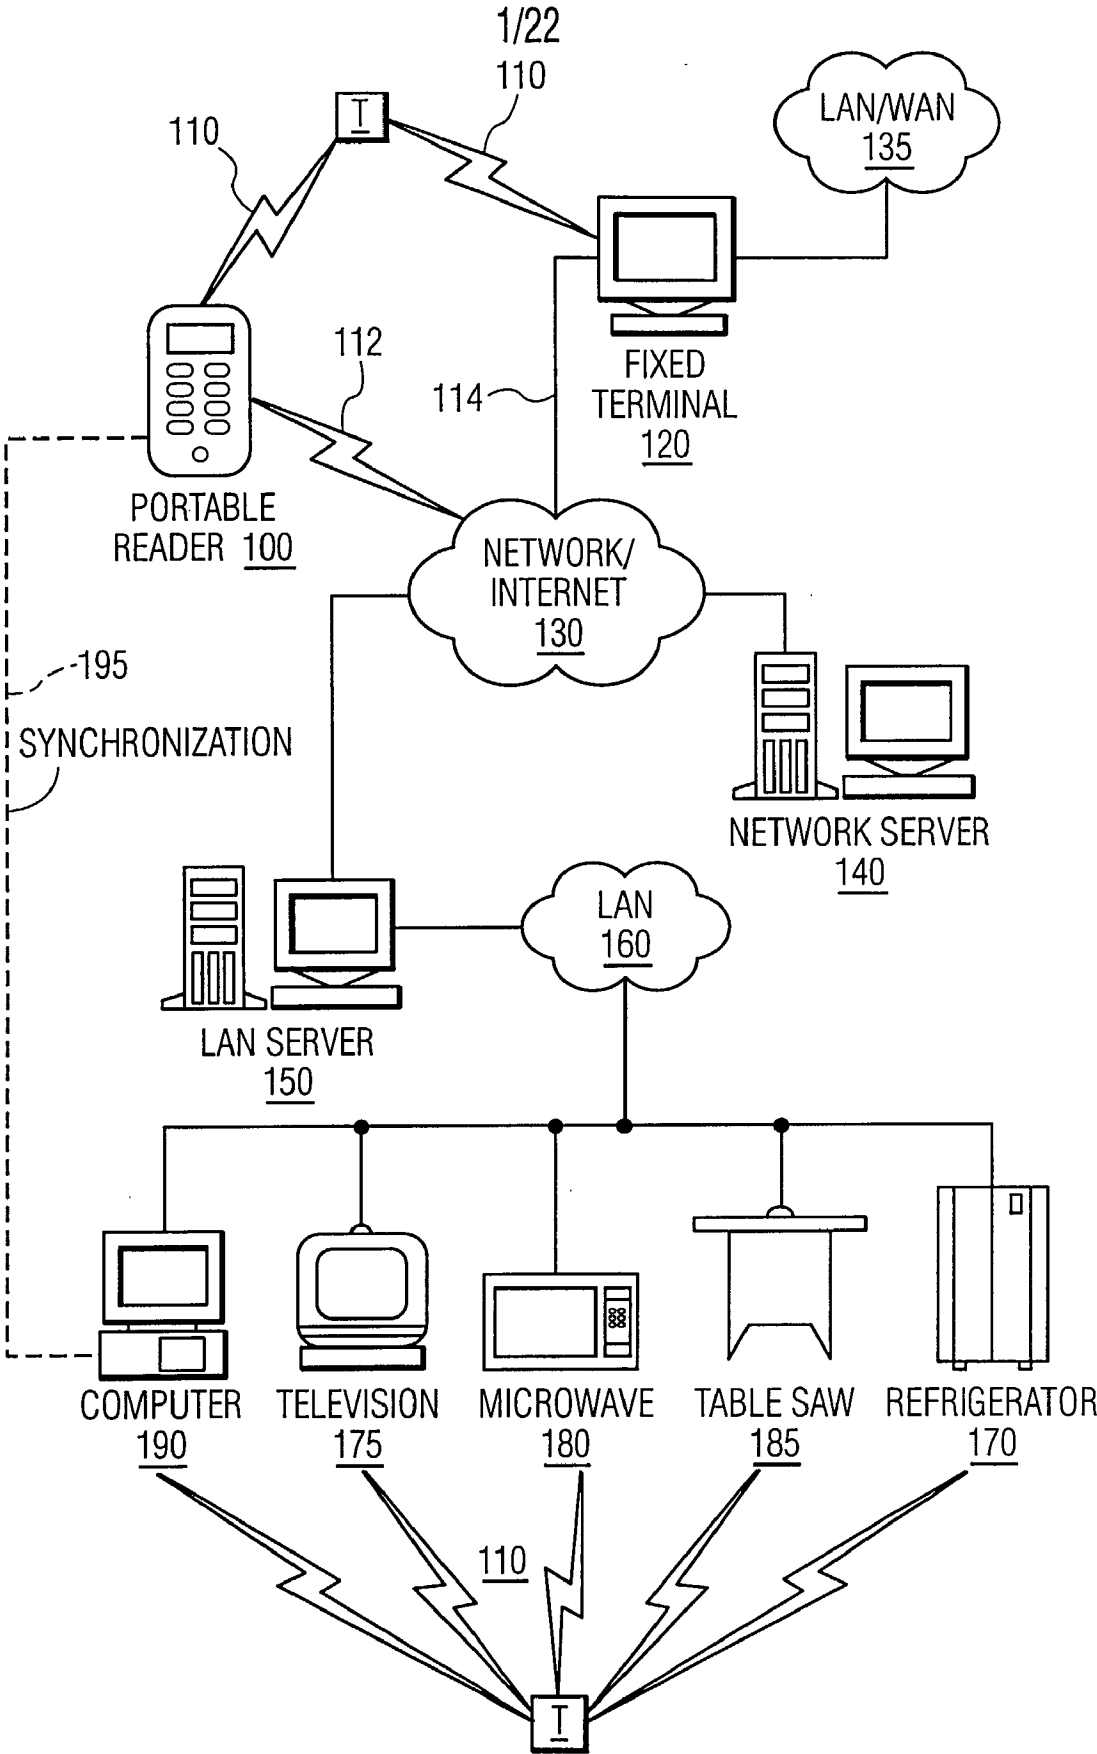 1/22
110
T
110
LAN/WAN
135
112
114
FIXED
TERMINAL
120
PORTABLE
READER 100
NETWORK/
INTERNET
130
195
SYNCHRONIZATION
NETWORK SERVER
140
LAN
160
LAN SERVER
150
COMPUTER
190
TELEVISION
175
MICROWAVE
180
TABLE SAW
185
REFRIGERATOR
170
110
T